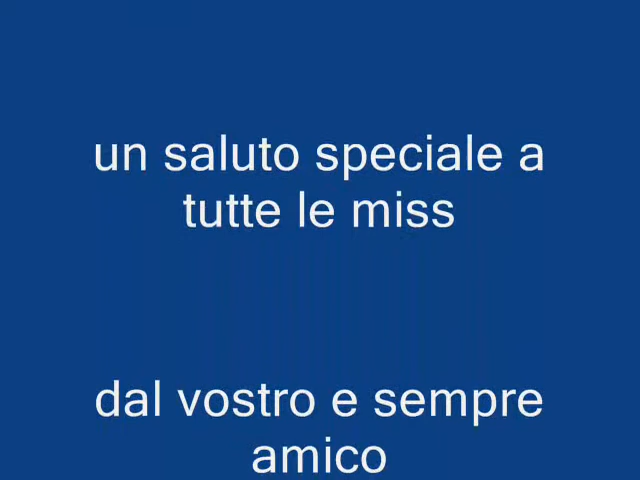 un saluto speciale a
tutte le miss
dal vostro e sempre
amico